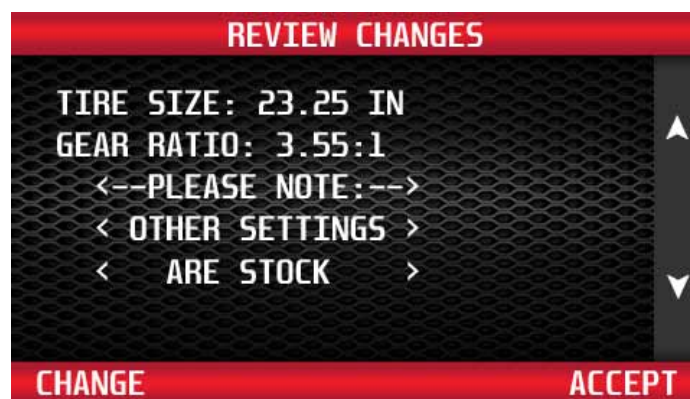 REVIEW CHANGES
TIRE SIZE: 23.25 IN
GEAR RATIO: 3.55:1
<--PLEASE NOTE:-->
< OTHER SETTINGS >
< ARE STOCK >
CHANGE ACCEPT